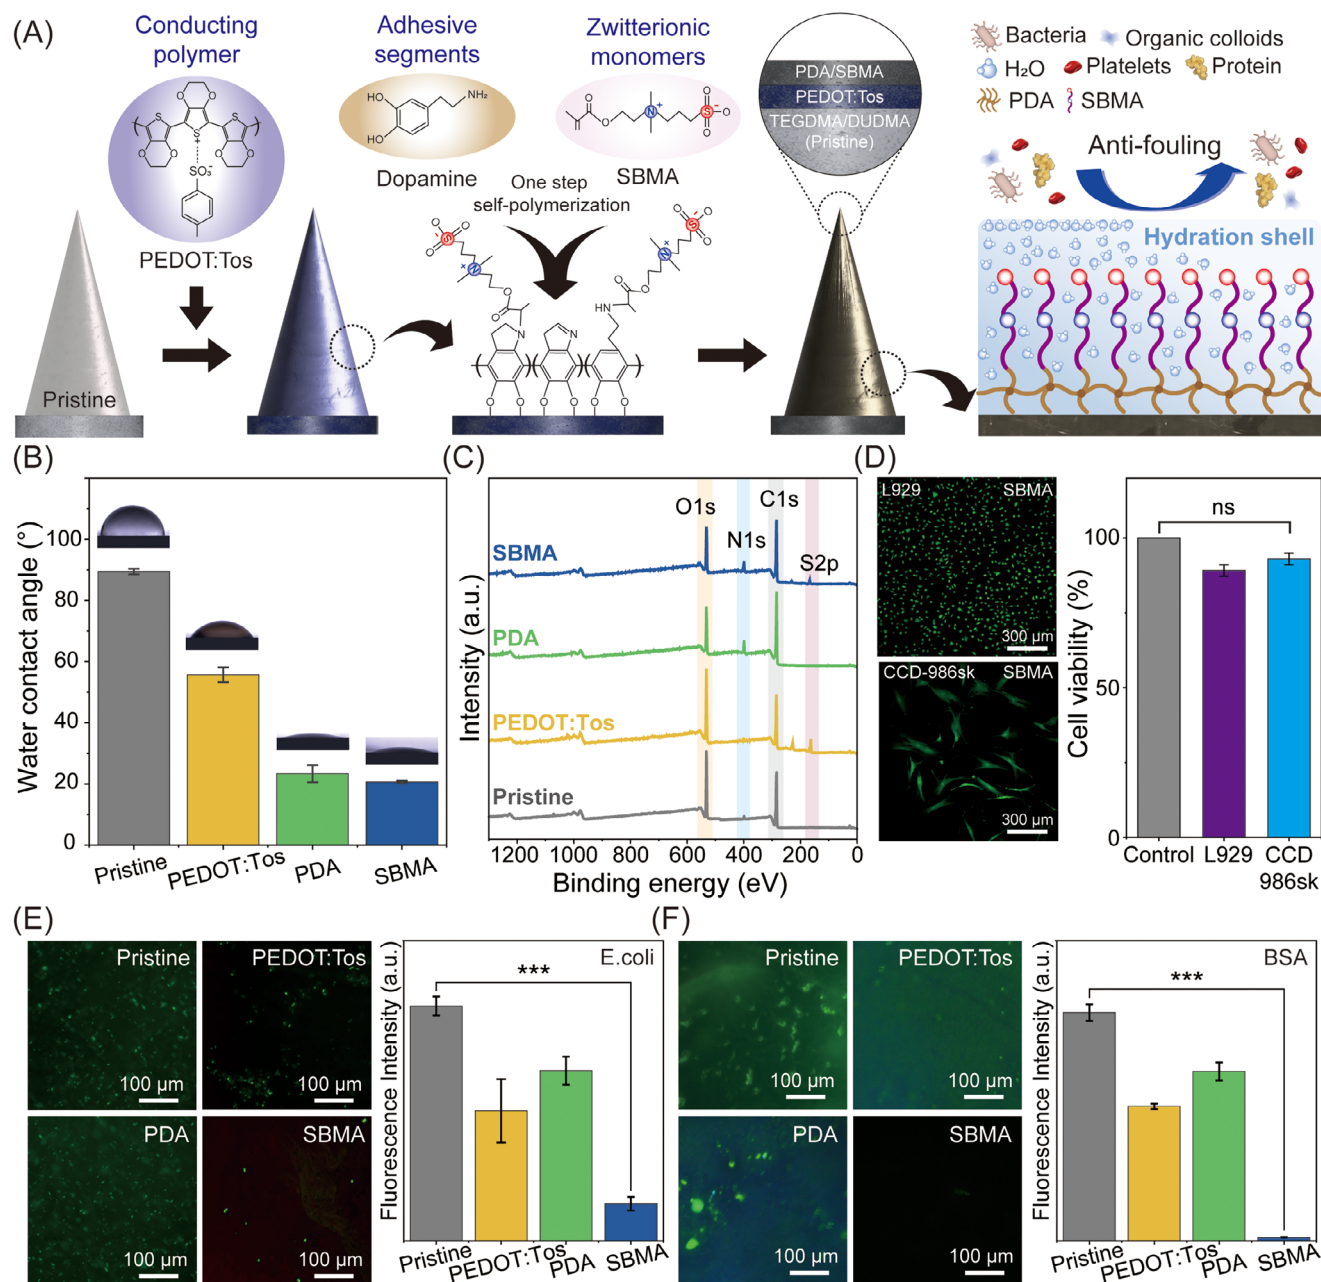 (A)
Conducting
polymer
Adhesive
segments
Zwitterionic
monomers
Bacteria
Organic colloids
H₂O
Platelets
Protein
PDA
SBMA
O O
O O
O O
S S S
+
SO₃⁻
PEDOT:Tos
HO
HO
NH₂
Dopamine
O
O
N⁺
O
S
O⁻
O
SBMA
One step
self-polymerization
PDA/SBMA
PEDOT:Tos
TEGDMA/DUDMA
(Pristine)
Anti-fouling
Hydration shell
Pristine
O
S
O
O
N
+
O
O
N
N
HN
O
O
N
+
S
O
O
O
O O O O O O
(B)
Water contact angle (°)
100
80
60
40
20
0
Pristine
PEDOT:Tos
PDA
SBMA
(C)
Intensity (a.u.)
O1s
N1s
C1s
S2p
SBMA
PDA
PEDOT:Tos
Pristine
1200 1000 800 600 400 200 0
Binding energy (eV)
(D)
L929
SBMA
300 µm
CCD-986sk
SBMA
300 µm
Cell viability (%)
100
50
0
ns
Control
L929
CCD
986sk
(E)
Pristine
100 µm
PEDOT:Tos
100 µm
PDA
100 µm
SBMA
100 µm
Fluorescence Intensity (a.u.)
E.coli
***
Pristine
PEDOT:Tos
PDA
SBMA
(F)
Pristine
100 µm
PEDOT:Tos
100 µm
PDA
100 µm
SBMA
100 µm
Fluorescence Intensity (a.u.)
BSA
***
Pristine
PEDOT:Tos
PDA
SBMA